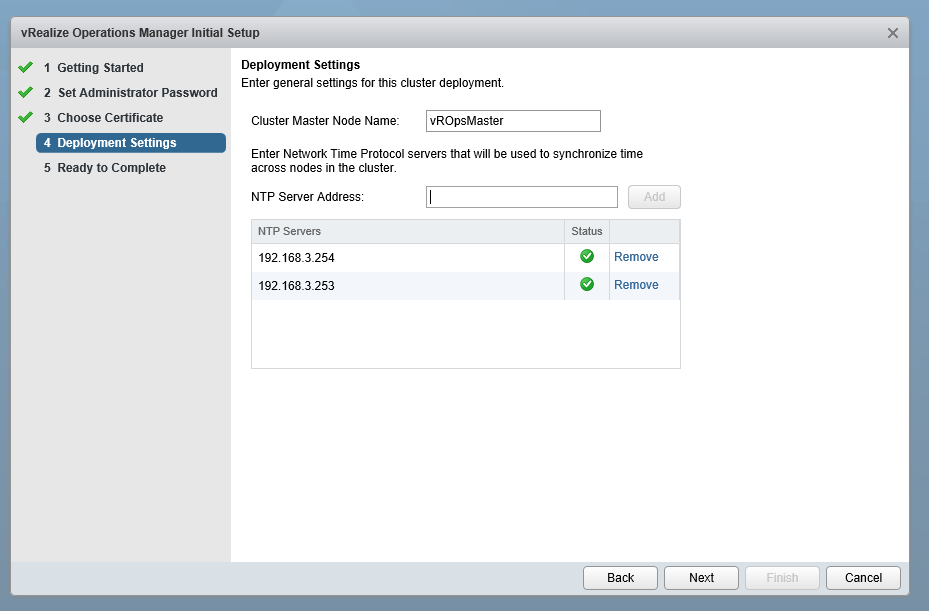 vRealize Operations Manager Initial Setup
1 Getting Started
2 Set Administrator Password
3 Choose Certificate
4 Deployment Settings
5 Ready to Complete
Deployment Settings
Enter general settings for this cluster deployment.
Cluster Master Node Name: vROpsMaster
Enter Network Time Protocol servers that will be used to synchronize time
across nodes in the cluster.
NTP Server Address: Add
NTP Servers Status
192.168.3.254 Remove
192.168.3.253 Remove
Back Next Finish Cancel